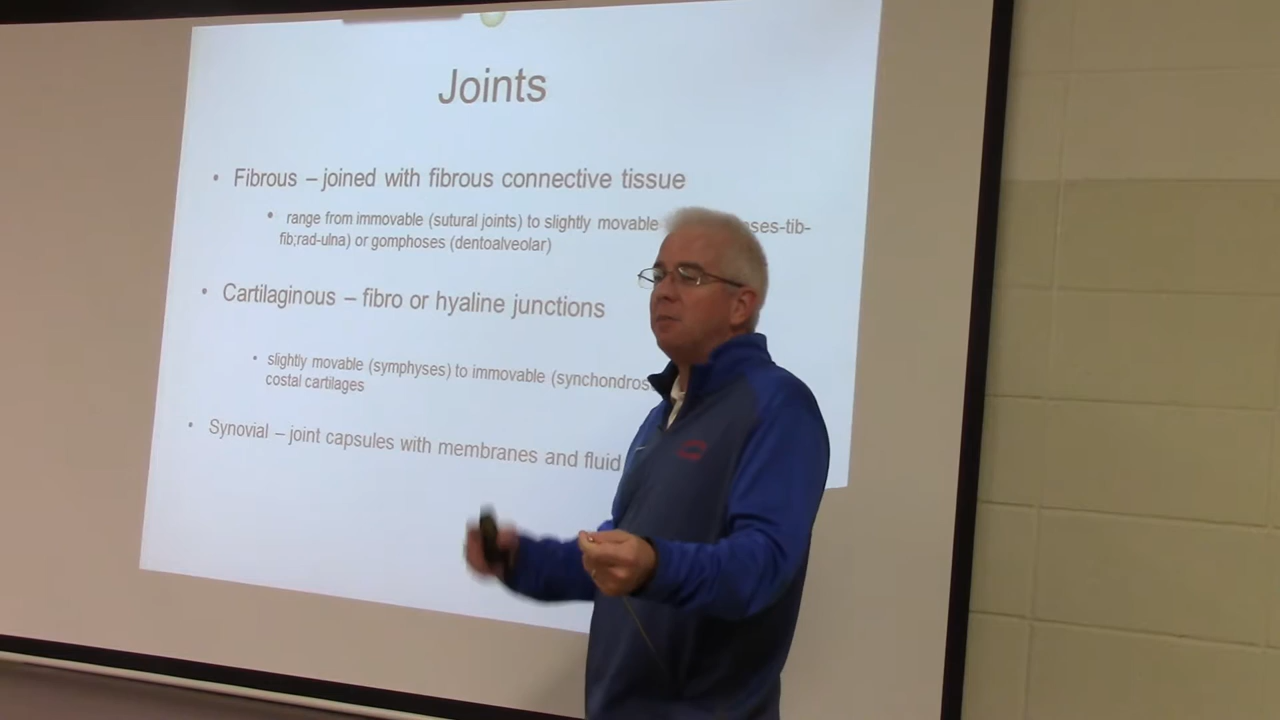 Joints
• Fibrous – joined with fibrous connective tissue
• range from immovable (sutural joints) to slightly movable
fib;rad-ulna) or gomphoses (dentoalveolar)
• Cartilaginous – fibro or hyaline junctions
• slightly movable (symphyses) to immovable
costal cartilages
• Synovial – joint capsules with membranes and fluid